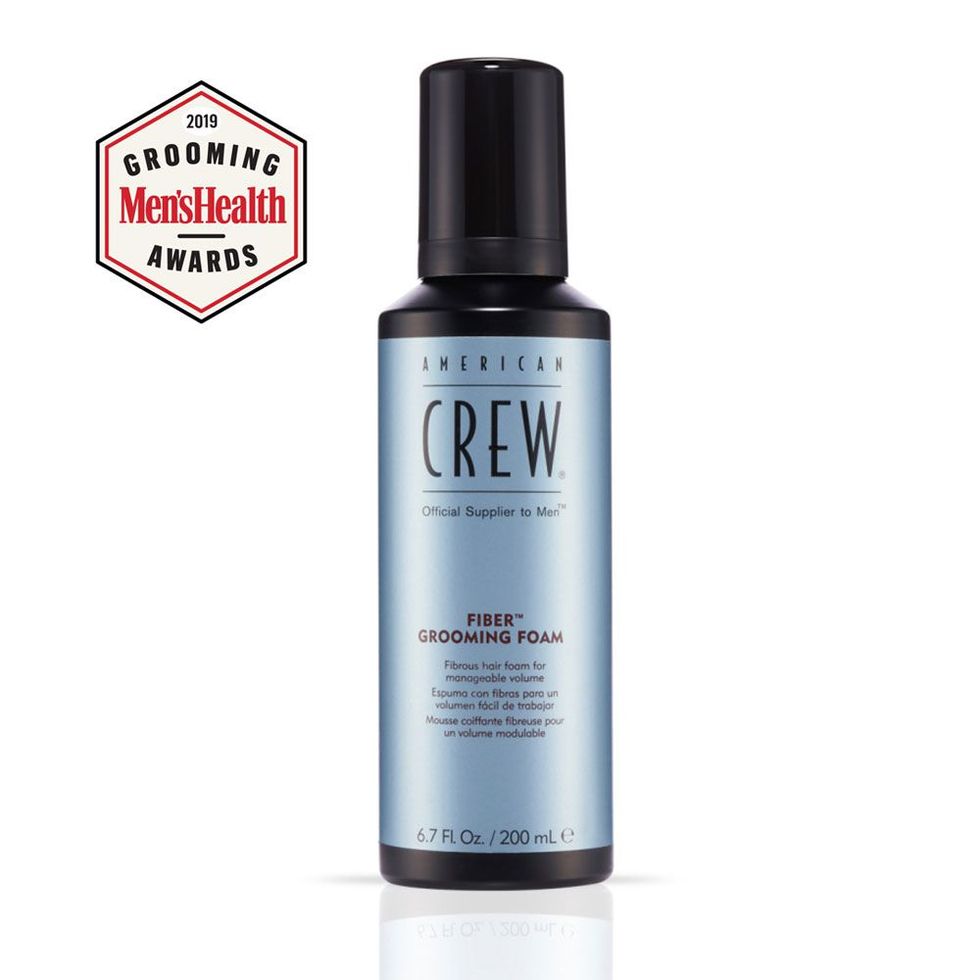 2019
GROOMING
Men'sHealth
AWARDS
AMERICAN
CREW®
Official Supplier to Men™
FIBER™
GROOMING FOAM
Fibrous hair foam for
manageable volume
Espuma con fibras para un
volumen fácil de trabajar
Mousse coiffante fibreuse pour
un volume modulable
6.7 Fl. Oz. / 200 mL ℮